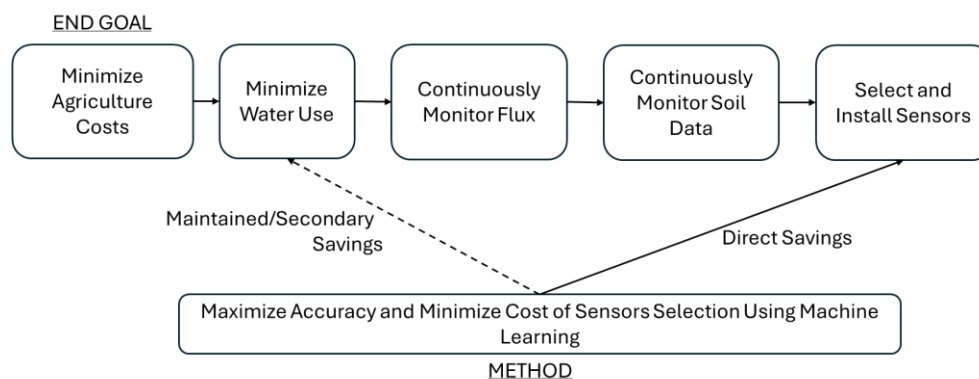 END GOAL
Minimize
Agriculture
Costs
Minimize
Water Use
Continuously
Monitor Flux
Continuously
Monitor Soil
Data
Select and
Install Sensors
Maintained/Secondary
Savings
Direct Savings
Maximize Accuracy and Minimize Cost of Sensors Selection Using Machine
Learning
METHOD